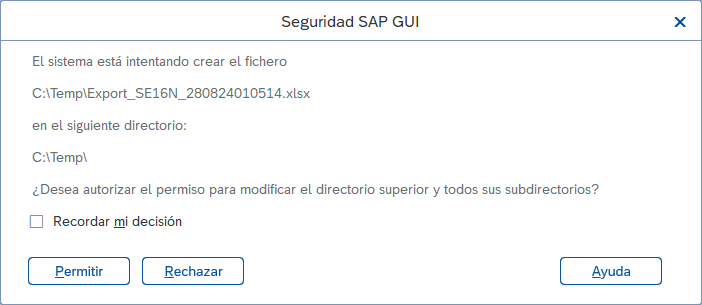 Seguridad SAP GUI
El sistema está intentando crear el fichero
C:\Temp\Export_SE16N_280824010514.xlsx
en el siguiente directorio:
C:\Temp\
¿Desea autorizar el permiso para modificar el directorio superior y todos sus subdirectorios?
Recordar mi decisión
Permitir Rechazar Ayuda